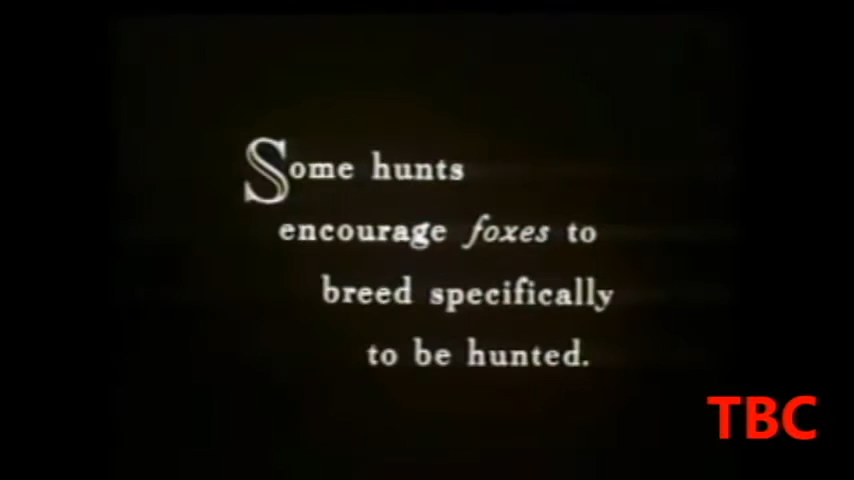 Some hunts
encourage foxes to
breed specifically
to be hunted.
TBC